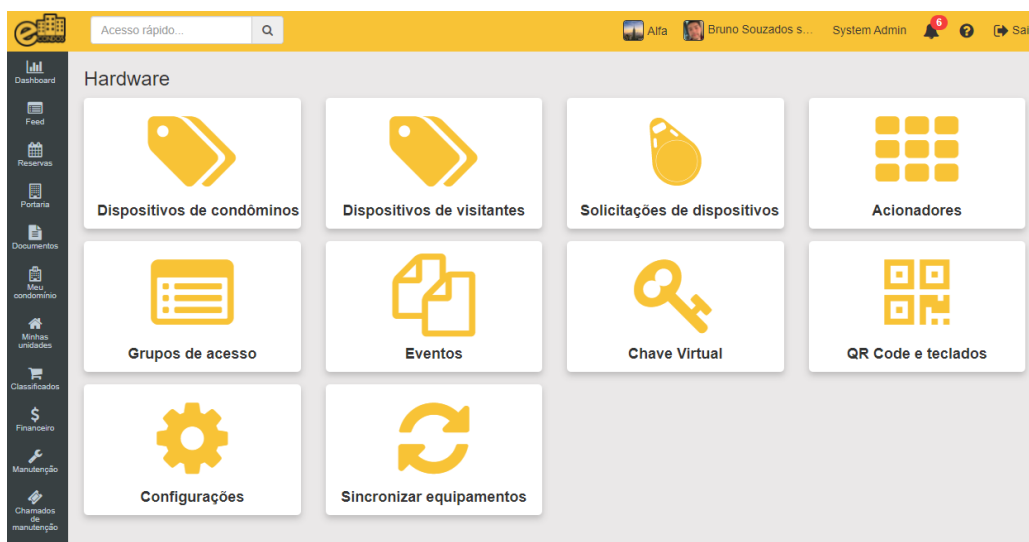 Acesso rápido...
Alfa
Bruno Souzados s...
System Admin
6
Sai
Dashboard
Feed
Reservas
Portaria
Documentos
Meu
condomínio
Minhas
unidades
Classificados
Financeiro
Manutenção
Chamados
de
manutenção
Hardware
Dispositivos de condôminos
Dispositivos de visitantes
Solicitações de dispositivos
Acionadores
Grupos de acesso
Eventos
Chave Virtual
QR Code e teclados
Configurações
Sincronizar equipamentos